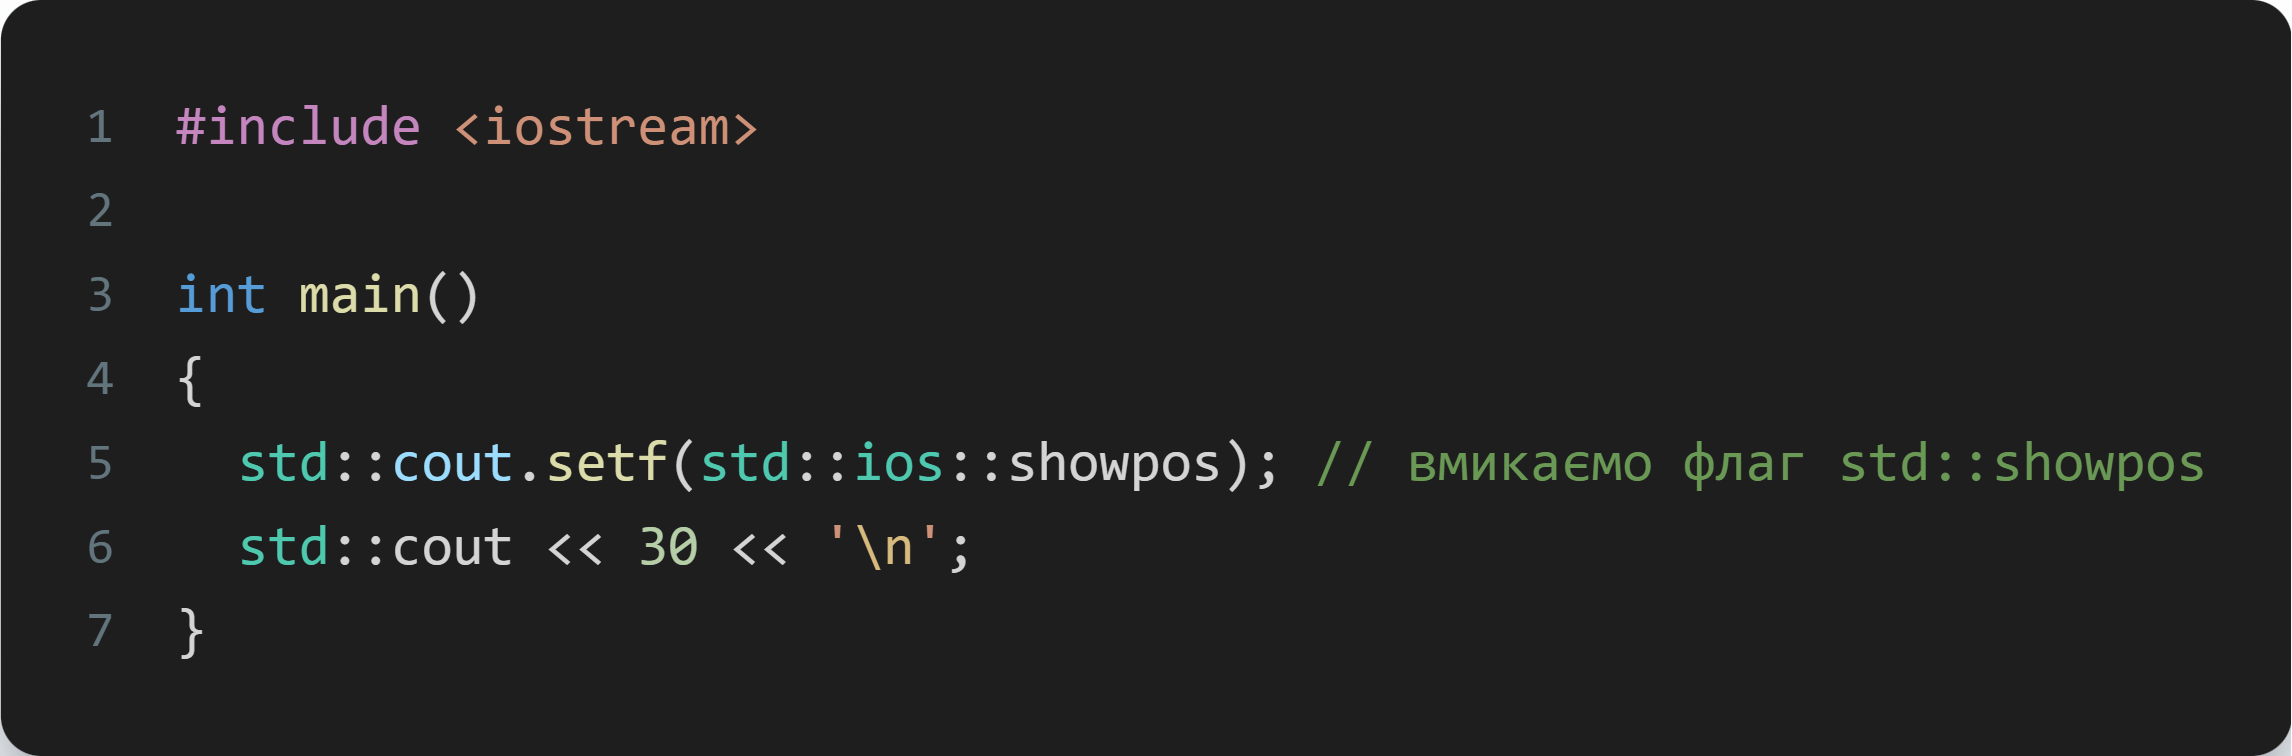 1 #include <iostream>
2
3 int main()
4 {
5   std::cout.setf(std::ios::showpos); // вмикаємо флаг std::showpos
6   std::cout << 30 << '\n';
7 }